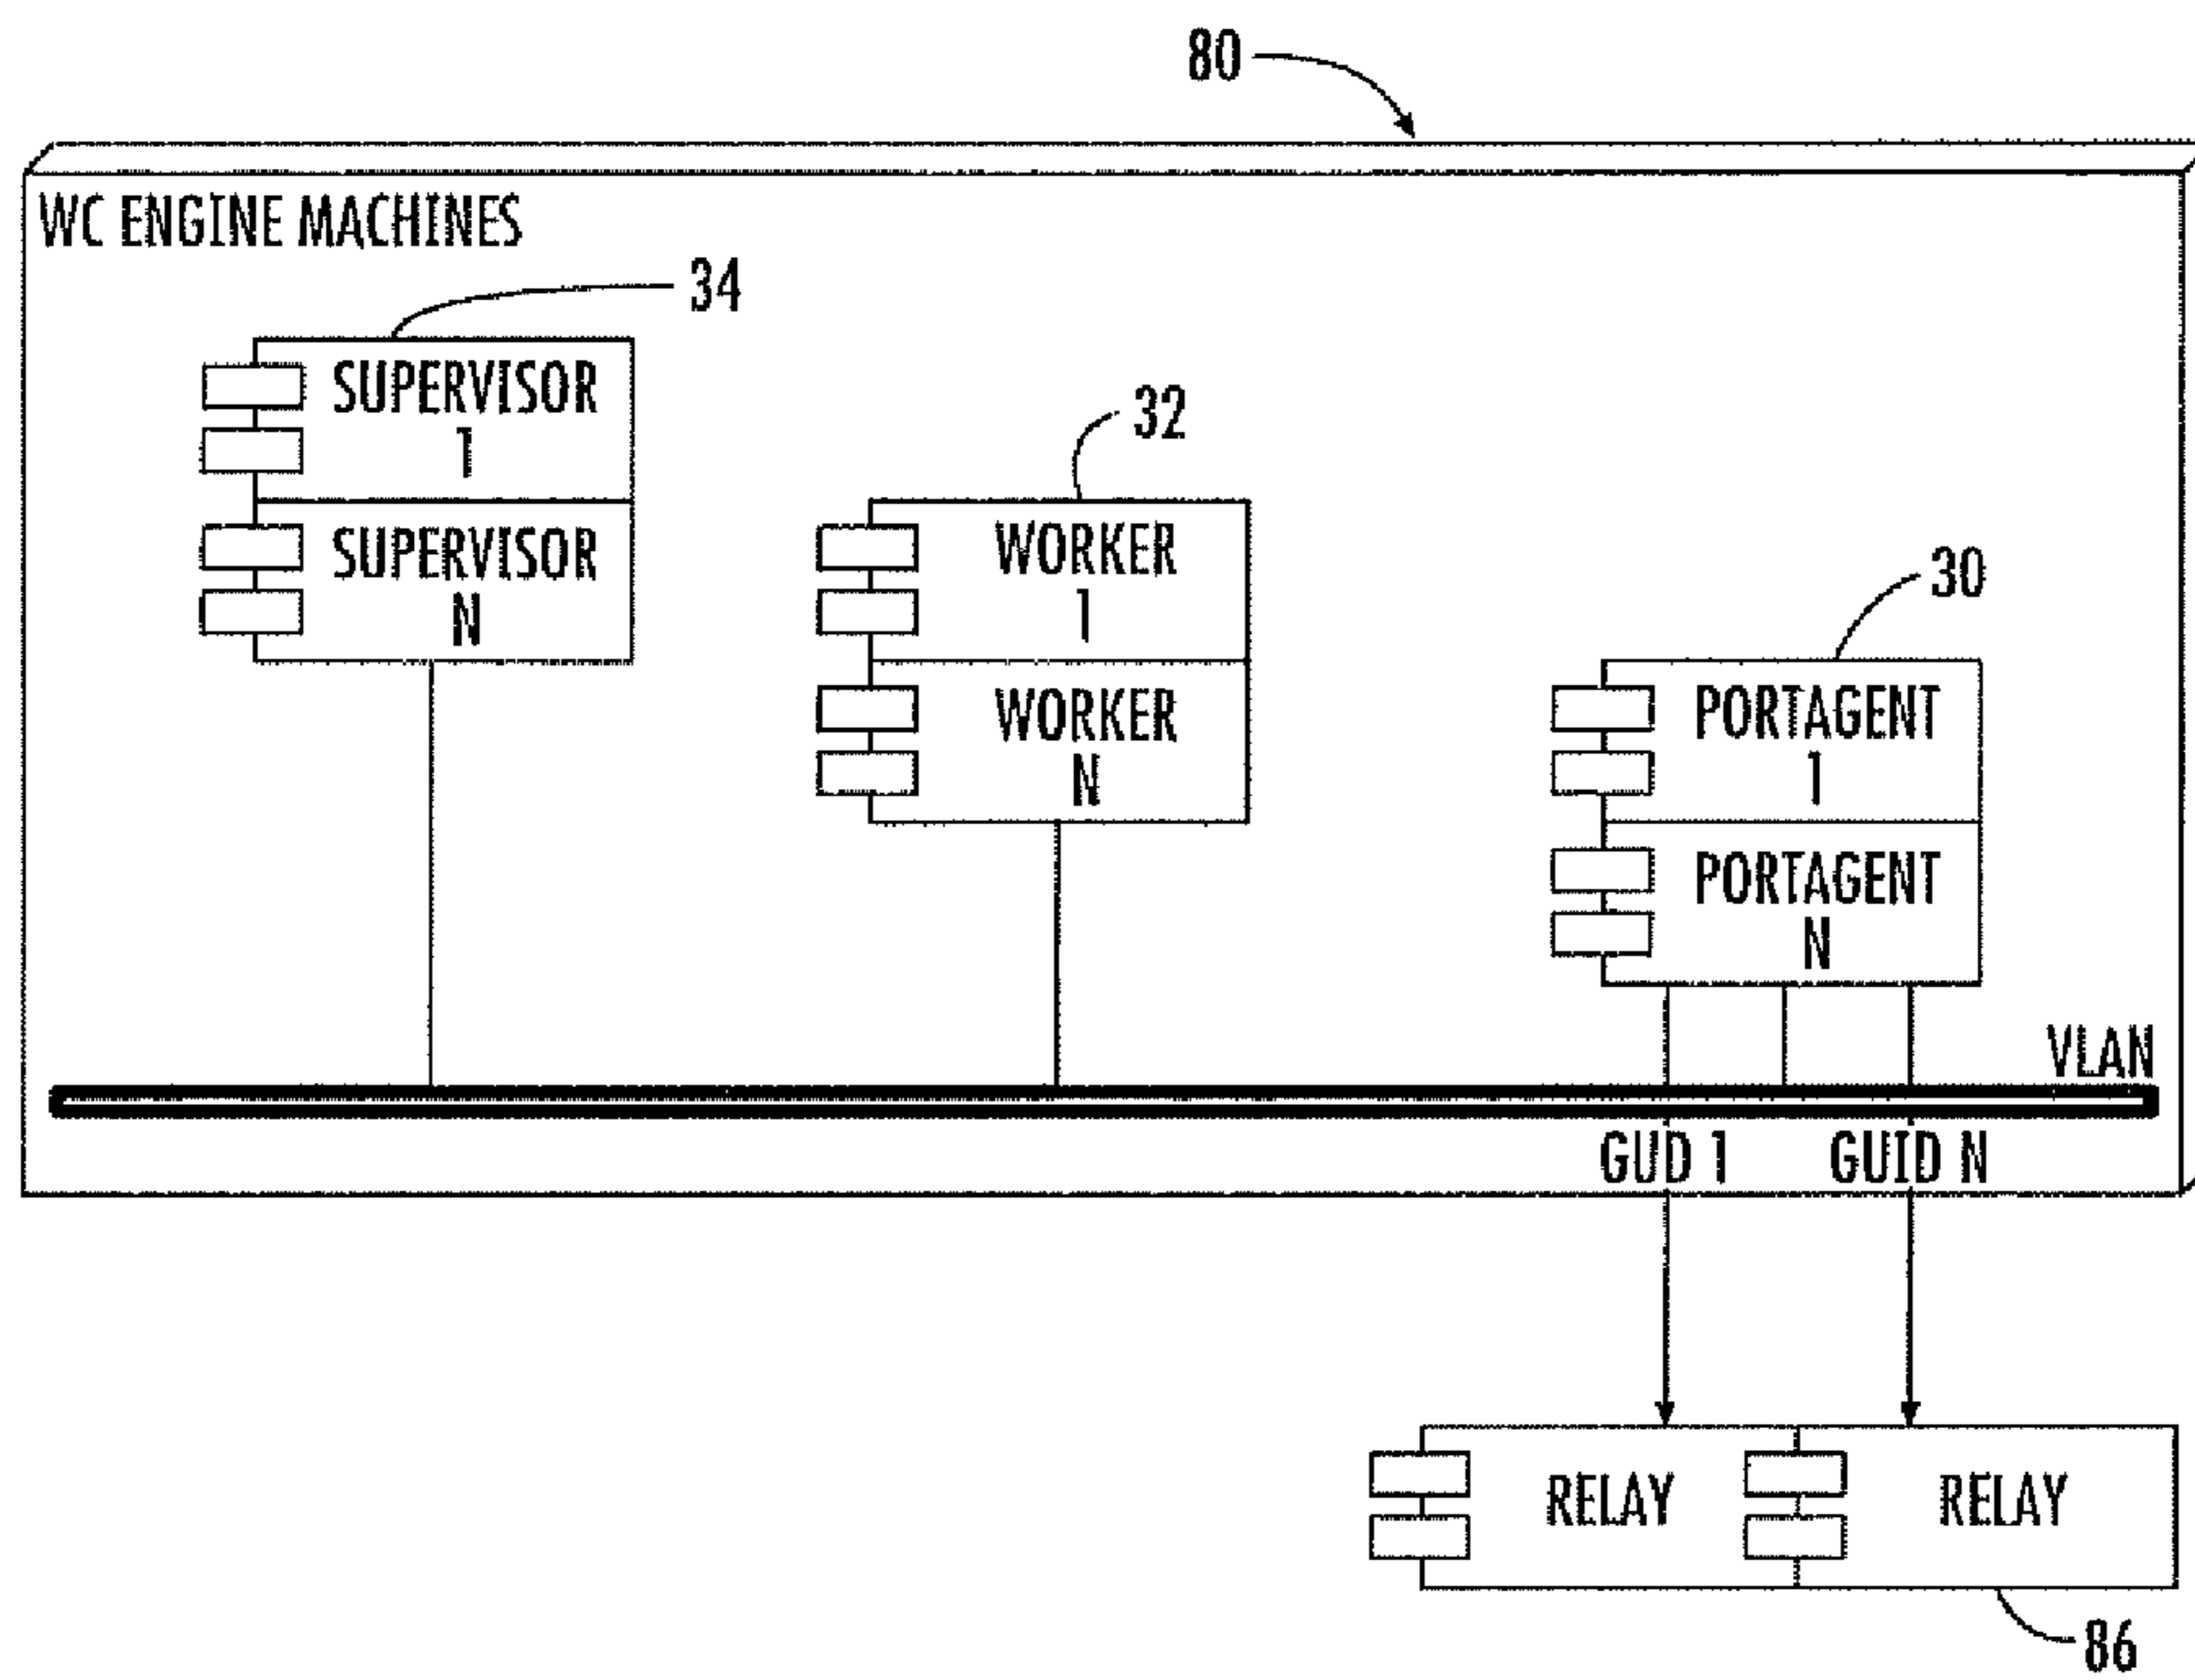 80
WC ENGINE MACHINES
34
SUPERVISOR
1
SUPERVISOR
N
32
WORKER
1
WORKER
N
30
PORTAGENT
1
PORTAGENT
N
VLAN
GUD 1 GUID N
RELAY RELAY
86